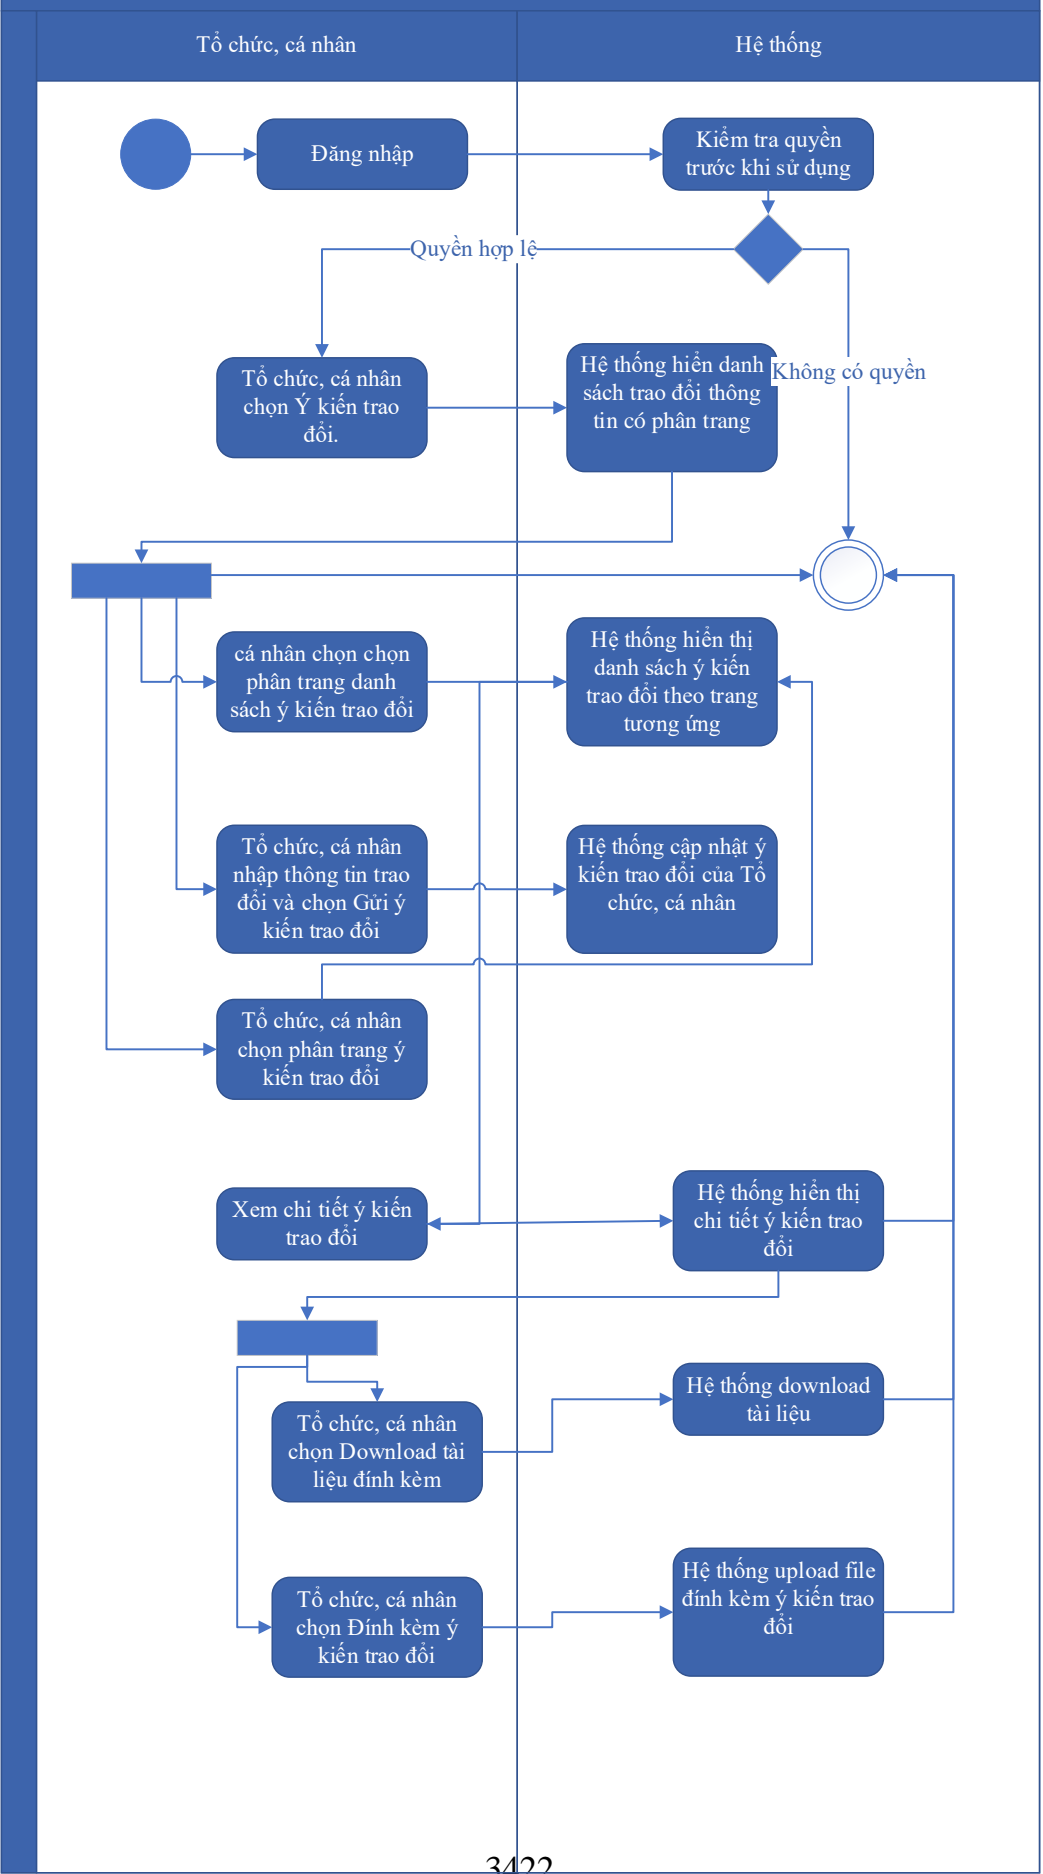 Tổ chức, cá nhân
Hệ thống
Đăng nhập
Kiểm tra quyền
trước khi sử dụng
Quyền hợp lệ
Tổ chức, cá nhân
chọn Ý kiến trao
đổi.
Hệ thống hiển danh
sách trao đổi thông
tin có phân trang
Không có quyền
cá nhân chọn chọn
phân trang danh
sách ý kiến trao đổi
Hệ thống hiển thị
danh sách ý kiến
trao đổi theo trang
tương ứng
Tổ chức, cá nhân
nhập thông tin trao
đổi và chọn Gửi ý
kiến trao đổi
Hệ thống cập nhật ý
kiến trao đổi của Tổ
chức, cá nhân
Tổ chức, cá nhân
chọn phân trang ý
kiến trao đổi
Xem chi tiết ý kiến
trao đổi
Hệ thống hiển thị
chi tiết ý kiến trao
đổi
Tổ chức, cá nhân
chọn Download tài
liệu đính kèm
Hệ thống download
tài liệu
Tổ chức, cá nhân
chọn Đính kèm ý
kiến trao đổi
Hệ thống upload file
đính kèm ý kiến trao
đổi
3422